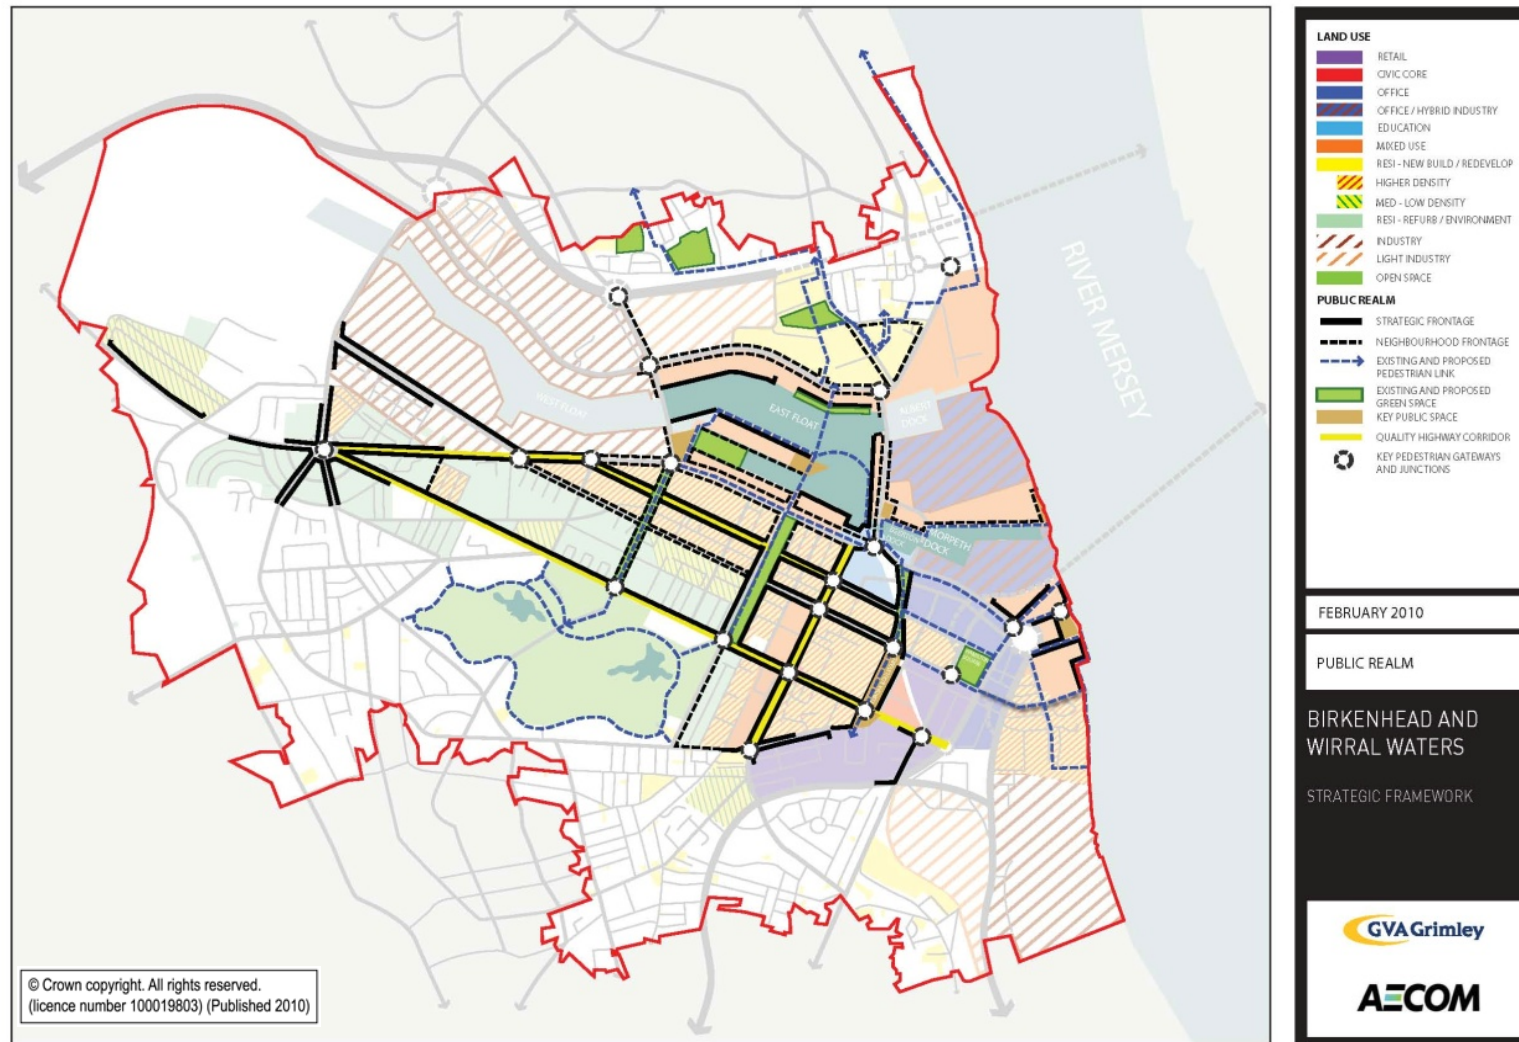 RIVER MERSEY
WEST FLOAT
EAST FLOAT
ALBERT
DOCK
DOCK
MORPETH
DOCK
© Crown copyright. All rights reserved.
(licence number 100019803) (Published 2010)
LAND USE
RETAIL
CIVIC CORE
OFFICE
OFFICE / HYBRID INDUSTRY
EDUCATION
MIXED USE
RESI - NEW BUILD / REDEVELOP
HIGHER DENSITY
MED - LOW DENSITY
RESI - REFURB / ENVIRONMENT
INDUSTRY
LIGHT INDUSTRY
OPEN SPACE
PUBLIC REALM
STRATEGIC FRONTAGE
NEIGHBOURHOOD FRONTAGE
EXISTING AND PROPOSED
PEDESTRIAN LINK
EXISTING AND PROPOSED
GREEN SPACE
KEY PUBLIC SPACE
QUALITY HIGHWAY CORRIDOR
KEY PEDESTRIAN GATEWAYS
AND JUNCTIONS
FEBRUARY 2010
PUBLIC REALM
BIRKENHEAD AND
WIRRAL WATERS
STRATEGIC FRAMEWORK
GVA Grimley
AECOM